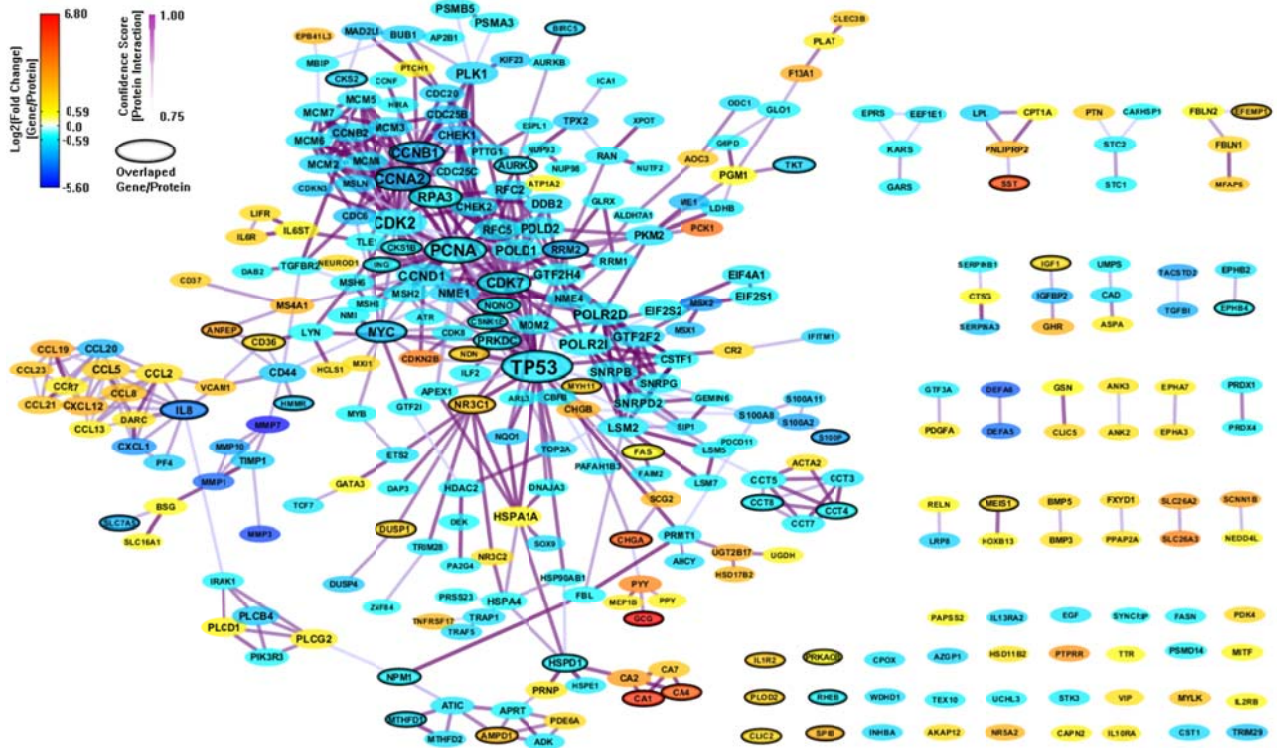 6.80
1.00
Log2[Fold Change]
[Gene/Protein]
0.59
0.0
-0.59
-5.60
Confidence Score
[Protein Interaction]
0.75
Overlaped
Gene/Protein
PSMB5
PSMA3
EPB41L3
MAD2L
BUB1
AP2B1
BIRC5
CLEC3B
PLAT
MBIP
PTCH1
PLK1
KIF23
AURKB
CKS2
CCNF
F13A1
CDC20
ICA1
MCM5
HIRA
CDC25B
ODC1
GLO1
MCM7
TPX2
MCM3
CHEK1
ESPL1
XPOT
EPRS
EEF1E1
LPL
CPT1A
PTN
CARHSP1
FBLN2
EFEMP1
CCNB2
MCM6
PTTG1
NUP93
G6PD
CCNB1
RAN
KARS
PNLIPRP2
STC2
FBLN1
MCM2
AURKA
NUP98
NUTF2
AOC3
TKT
PGM1
CDC25C
CCNA2
ATP1A2
GARS
SST
STC1
MFAP5
CDKN3
MSLN
RPA3
RFC2
GLRX
ALDH7A1
ME1
LDHB
CHEK2
DDB2
LIFR
CDC6
CDK2
RFC5
POLD2
IL6ST
PCK1
IL6R
TLE
CKS1B
PCNA
POLD1
RRM2
PKM2
DAB2
TGFBR2
NEUROD1
ING
RRM1
SERPINB1
IGF1
UMPS
TACSTD2
EPHB2
CD37
MSH6
CCND1
CDK7
GTF2H4
EIF4A1
MS4A1
MSH2
NME1
NME4
EIF2S1
IGFBP2
CAD
TGFBI
EPHB4
NONO
EIF2S2
MSX2
SERPINA3
GHR
ASPA
ANPEP
LYN
NMI
MYC
ATR
CDK8
MDM2
POLR2D
MSX1
IFITM1
CD36
PRKDC
POLR2I
GTF2F2
CCL19
CCL20
HCLS1
MXI1
CDKN2B
NDN
CSTF1
CR2
CCL23
CCL5
CCL2
CD44
ILF2
TP53
SNRPB
CCR7
CCL8
VCAM1
APEX1
MYH11
SNRPG
GTF3A
DEFA6
GSN
ANK3
EPHA7
PRDX1
CCL21
CXCL12
IL8
HMMR
NR3C1
ARL3
CBFB
SNRPD2
GEMIN6
S100A11
PDGFA
DEFA5
CLIC5
ANK2
EPHA3
PRDX4
DARC
MYB
GTF2I
CHGB
LSM2
SIP1
S100A8
S100A2
CCL13
MMP7
NQO1
S100P
CXCL1
MMP10
ETS2
TOP2A
FAS
LSM5
PDCD11
PF4
TIMP1
PAFAH1B3
FAIM2
ACTA2
MMP1
GATA3
DAP3
HDAC2
DNAJA3
LSM7
CCT5
CCT3
SLC7A5
BSG
TCF7
SCG2
CCT8
CCT4
RELN
MEIS1
BMP5
FXYD1
SLC26A2
SCNN1B
DUSP1
DEK
HSPA1A
CCT7
SLC16A1
MMP3
CHGA
PRMT1
LRP8
HOXB13
BMP3
PPAP2A
SLC26A3
NEDD4L
TRIM28
NR3C2
SOX9
AHCY
UGT2B17
UGDH
IRAK1
DUSP4
PA2G4
HSP90AB1
HSD17B2
PRSS23
FBL
PYY
PLCB4
HSPA4
MEP1B
PPY
PLCD1
TNFRSF17
TRAP1
GCG
PAPSS2
IL13RA2
EGF
SYNCRIP
FASN
PDK4
PLCG2
TRAF5
PIK3R3
IL1R2
CPOX
AZGP1
HSD11B2
PTPRR
TTR
PSMD14
MITF
NPM1
HSPD1
CA2
CA7
PRNP
HSPE1
CA1
CA4
PLOD2
RHEB
WDHD1
TEX10
UCHL3
STK3
VIP
MYLK
IL2RB
ATIC
APRT
MTHFD1
PDE6A
MTHFD2
AMPD1
ADK
CLIC2
SPIB
INHBA
AKAP12
NR5A2
CAPN2
IL10RA
CST1
TRIM29